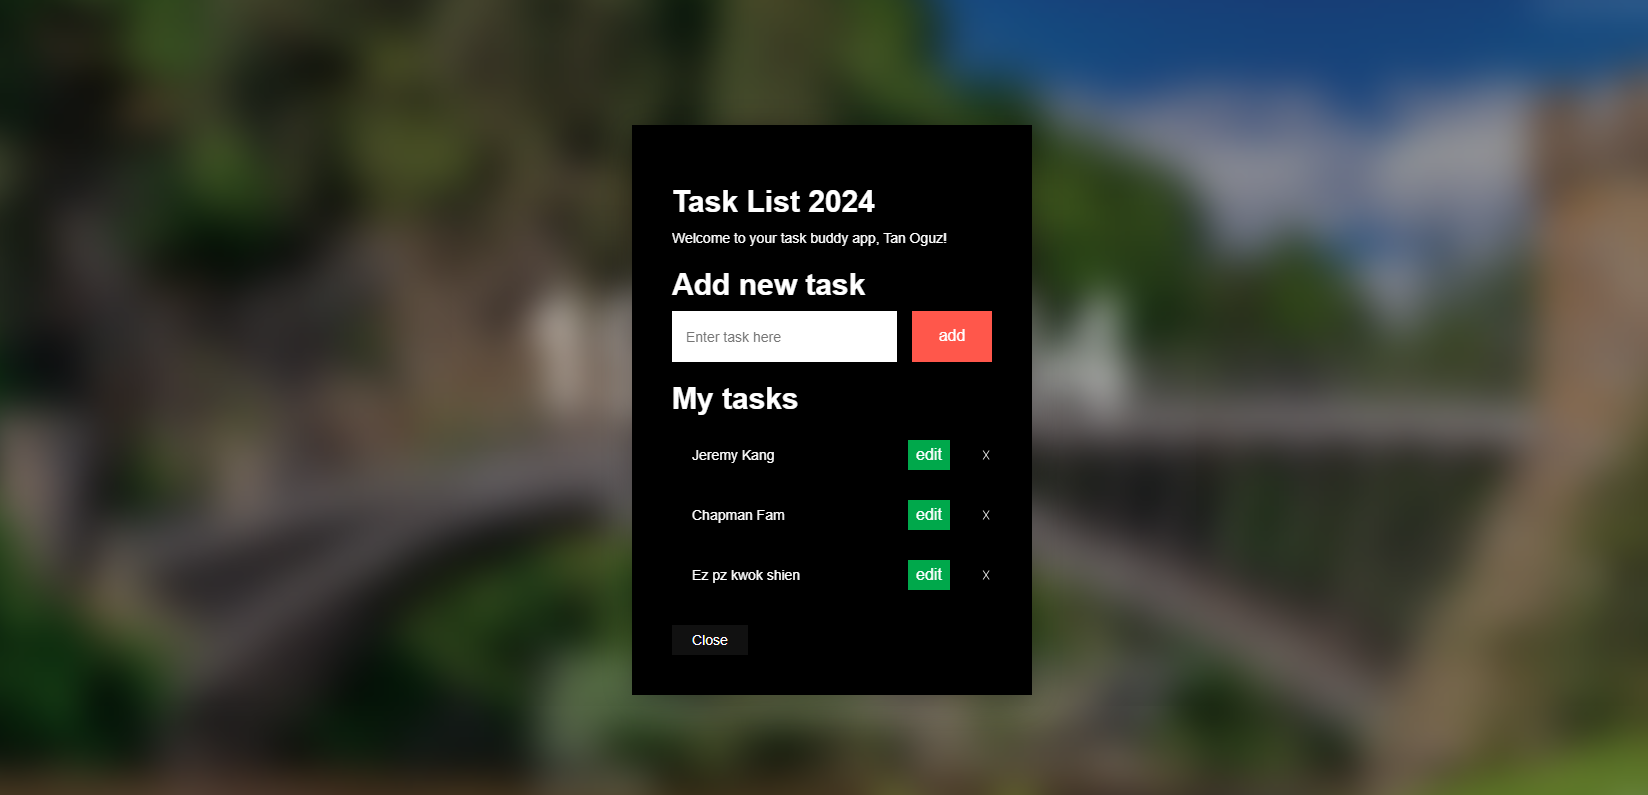 Task List 2024
Welcome to your task buddy app, Tan Oguz!
Add new task
Enter task here
add
My tasks
Jeremy Kang edit X
Chapman Fam edit X
Ez pz kwok shien edit X
Close